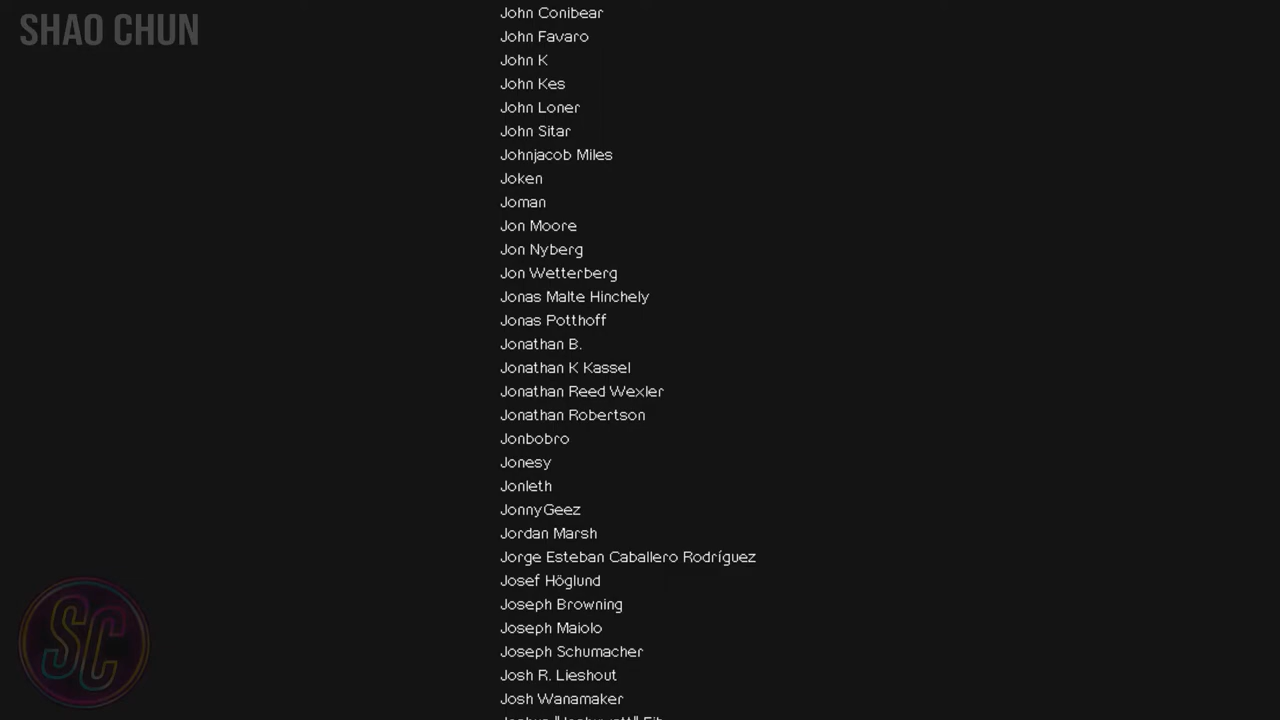 SHAO CHUN
John Conibear
John Favaro
John K
John Kes
John Loner
John Sitar
Johnjacob Miles
Joken
Joman
Jon Moore
Jon Nyberg
Jon Wetterberg
Jonas Malte Hinchely
Jonas Potthoff
Jonathan B.
Jonathan K Kassel
Jonathan Reed Wexler
Jonathan Robertson
Jonbobro
Jonesy
Jonleth
JonnyGeez
Jordan Marsh
Jorge Esteban Caballero Rodríguez
Josef Höglund
Joseph Browning
Joseph Maiolo
Joseph Schumacher
Josh R. Lieshout
Josh Wanamaker
SC